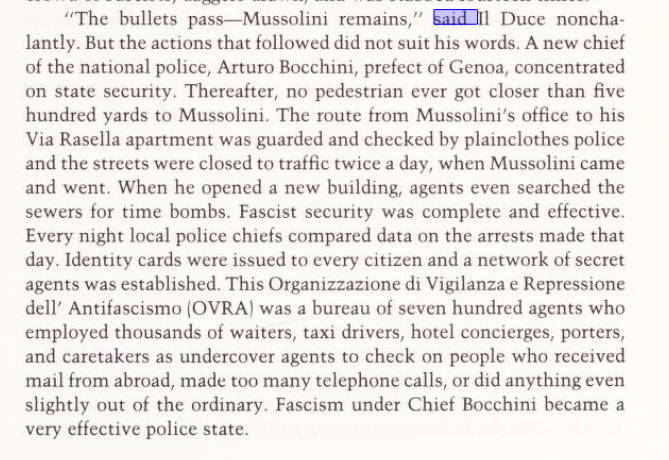 "The bullets pass—Mussolini remains," said Il Duce noncha-
lantly. But the actions that followed did not suit his words. A new chief
of the national police, Arturo Bocchini, prefect of Genoa, concentrated
on state security. Thereafter, no pedestrian ever got closer than five
hundred yards to Mussolini. The route from Mussolini's office to his
Via Rasella apartment was guarded and checked by plainclothes police
and the streets were closed to traffic twice a day, when Mussolini came
and went. When he opened a new building, agents even searched the
sewers for time bombs. Fascist security was complete and effective.
Every night local police chiefs compared data on the arrests made that
day. Identity cards were issued to every citizen and a network of secret
agents was established. This Organizzazione di Vigilanza e Repressione
dell' Antifascismo (OVRA) was a bureau of seven hundred agents who
employed thousands of waiters, taxi drivers, hotel concierges, porters,
and caretakers as undercover agents to check on people who received
mail from abroad, made too many telephone calls, or did anything even
slightly out of the ordinary. Fascism under Chief Bocchini became a
very effective police state.